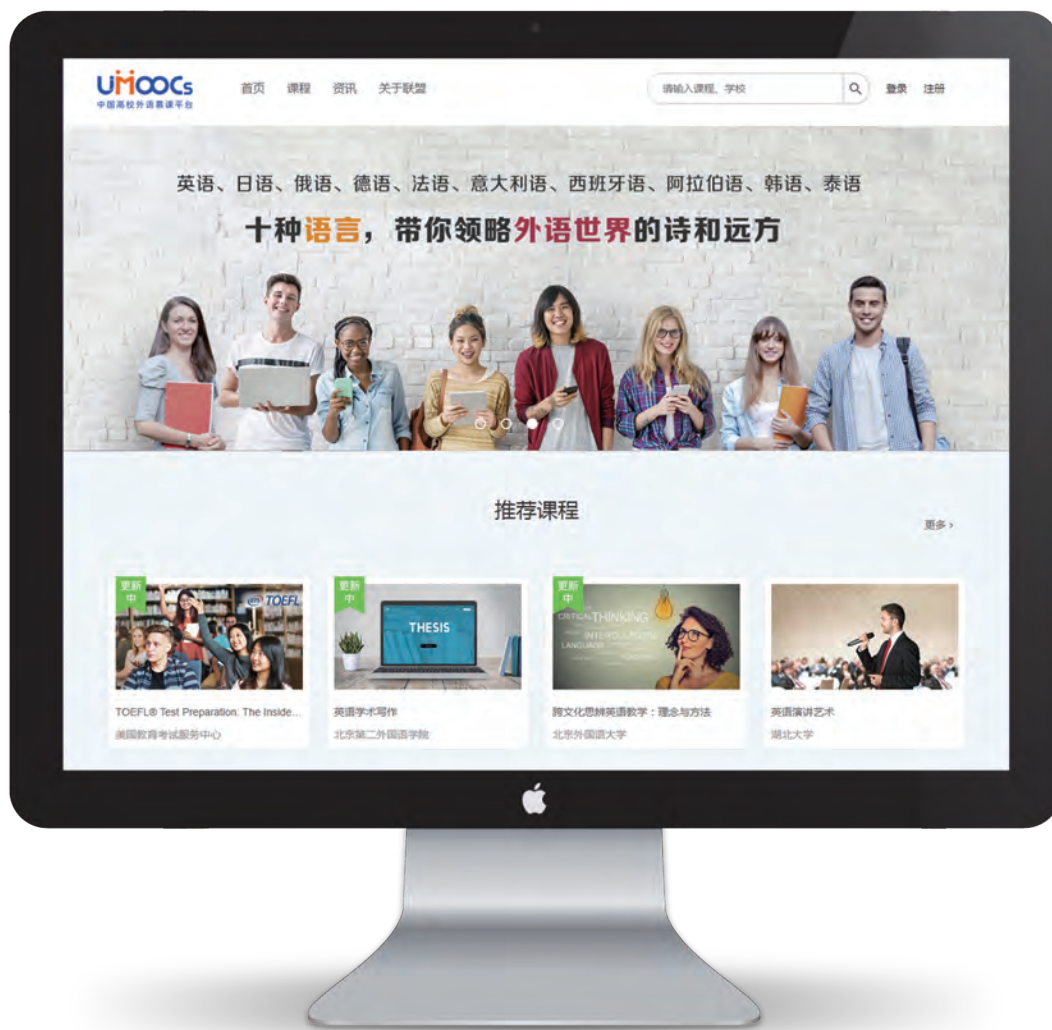 UMOOCs
中国高校外语慕课平台
首页 课程 资讯 关于联盟
请输入课程、学校
登录 注册
英语、日语、俄语、德语、法语、意大利语、西班牙语、阿拉伯语、韩语、泰语
十种语言，带你领略外语世界的诗和远方
推荐课程
更多 ›
更新中
TOEFL
TOEFL® Test Preparation: The Inside...
美国教育考试服务中心
更新中
THESIS
英语学术写作
北京第二外国语学院
更新中
CRITICAL THINKING
INTERCULTURAL
LANGUAGE
跨文化思辨英语教学：理念与方法
北京外国语大学
英语演讲艺术
湖北大学